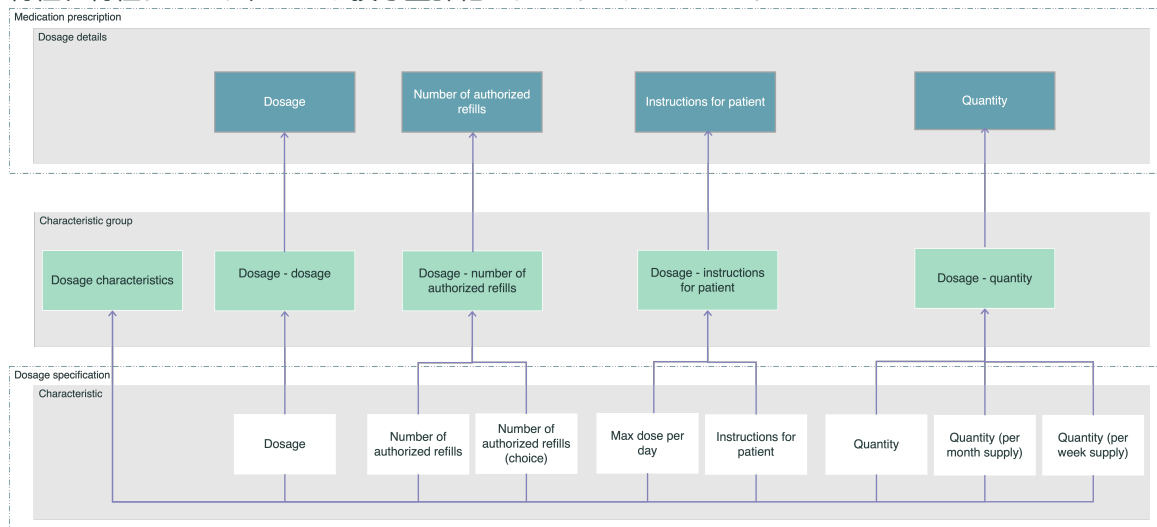 Medication prescription
Dosage details
Dosage
Number of authorized
refills
Instructions for patient
Quantity
Characteristic group
Dosage characteristics
Dosage - dosage
Dosage - number of
authorized refills
Dosage - instructions
for patient
Dosage - quantity
Dosage specification
Characteristic
Dosage
Number of
authorized refills
Number of
authorized refills
(choice)
Max dose per
day
Instructions for
patient
Quantity
Quantity (per
month supply)
Quantity (per
week supply)